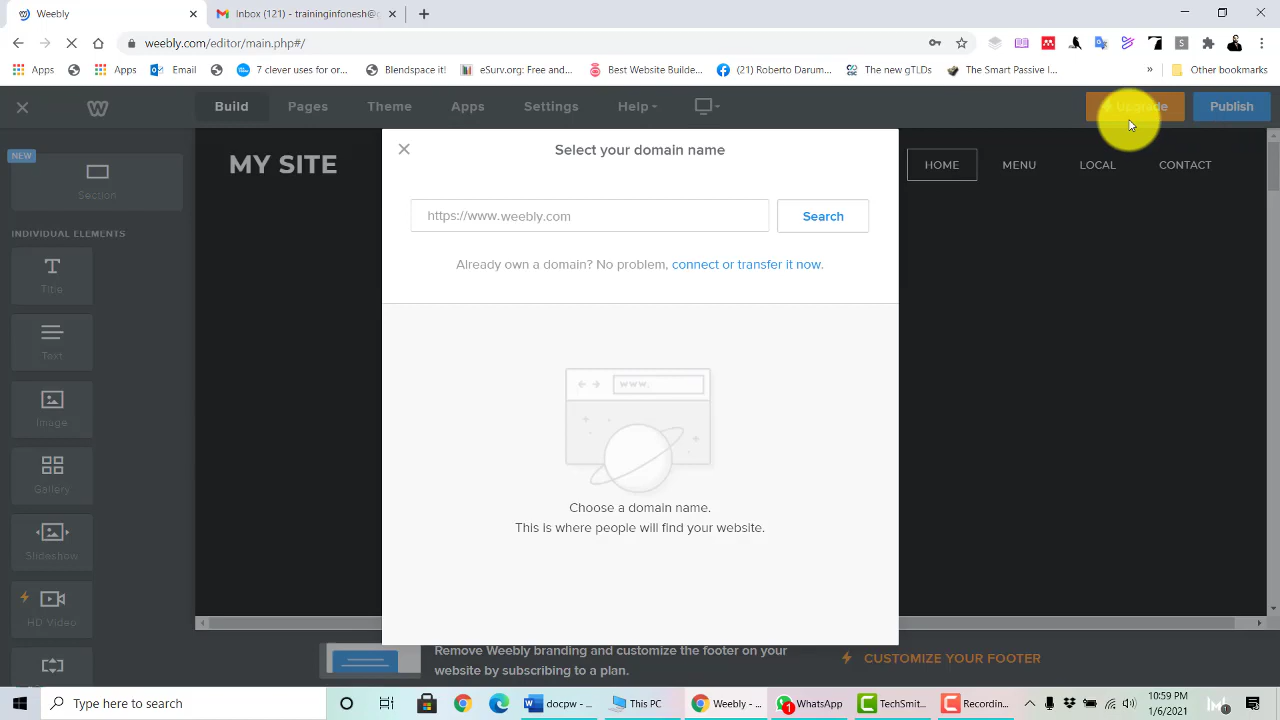 Weebly
Inbox (1) - trainginginfonesh@
weebly.com/editor/main.php#/
Apps
Apps
Email
7 clever uses for or...
Blendspace it!
eSurv.org: Best and...
Best Website Builde...
(21) Roberto Darum...
The new gTLDs
The Smart Passive I...
»
Other bookmarks
Build
Pages
Theme
Apps
Settings
Help
Upgrade
Publish
NEW
Section
INDIVIDUAL ELEMENTS
Title
Text
Image
Gallery
Slideshow
HD Video
MY SITE
HOME
MENU
LOCAL
CONTACT
Select your domain name
https://www.weebly.com
Search
Already own a domain? No problem, connect or transfer it now.
www.
Choose a domain name.
This is where people will find your website.
Remove Weebly branding and customize the footer on your
website by subscribing to a plan.
CUSTOMIZE YOUR FOOTER
Type here to search
docpw -
This PC
Weebly - ...
1
WhatsApp
TechSmit...
Recordin...
10:59 PM
1/6/2021